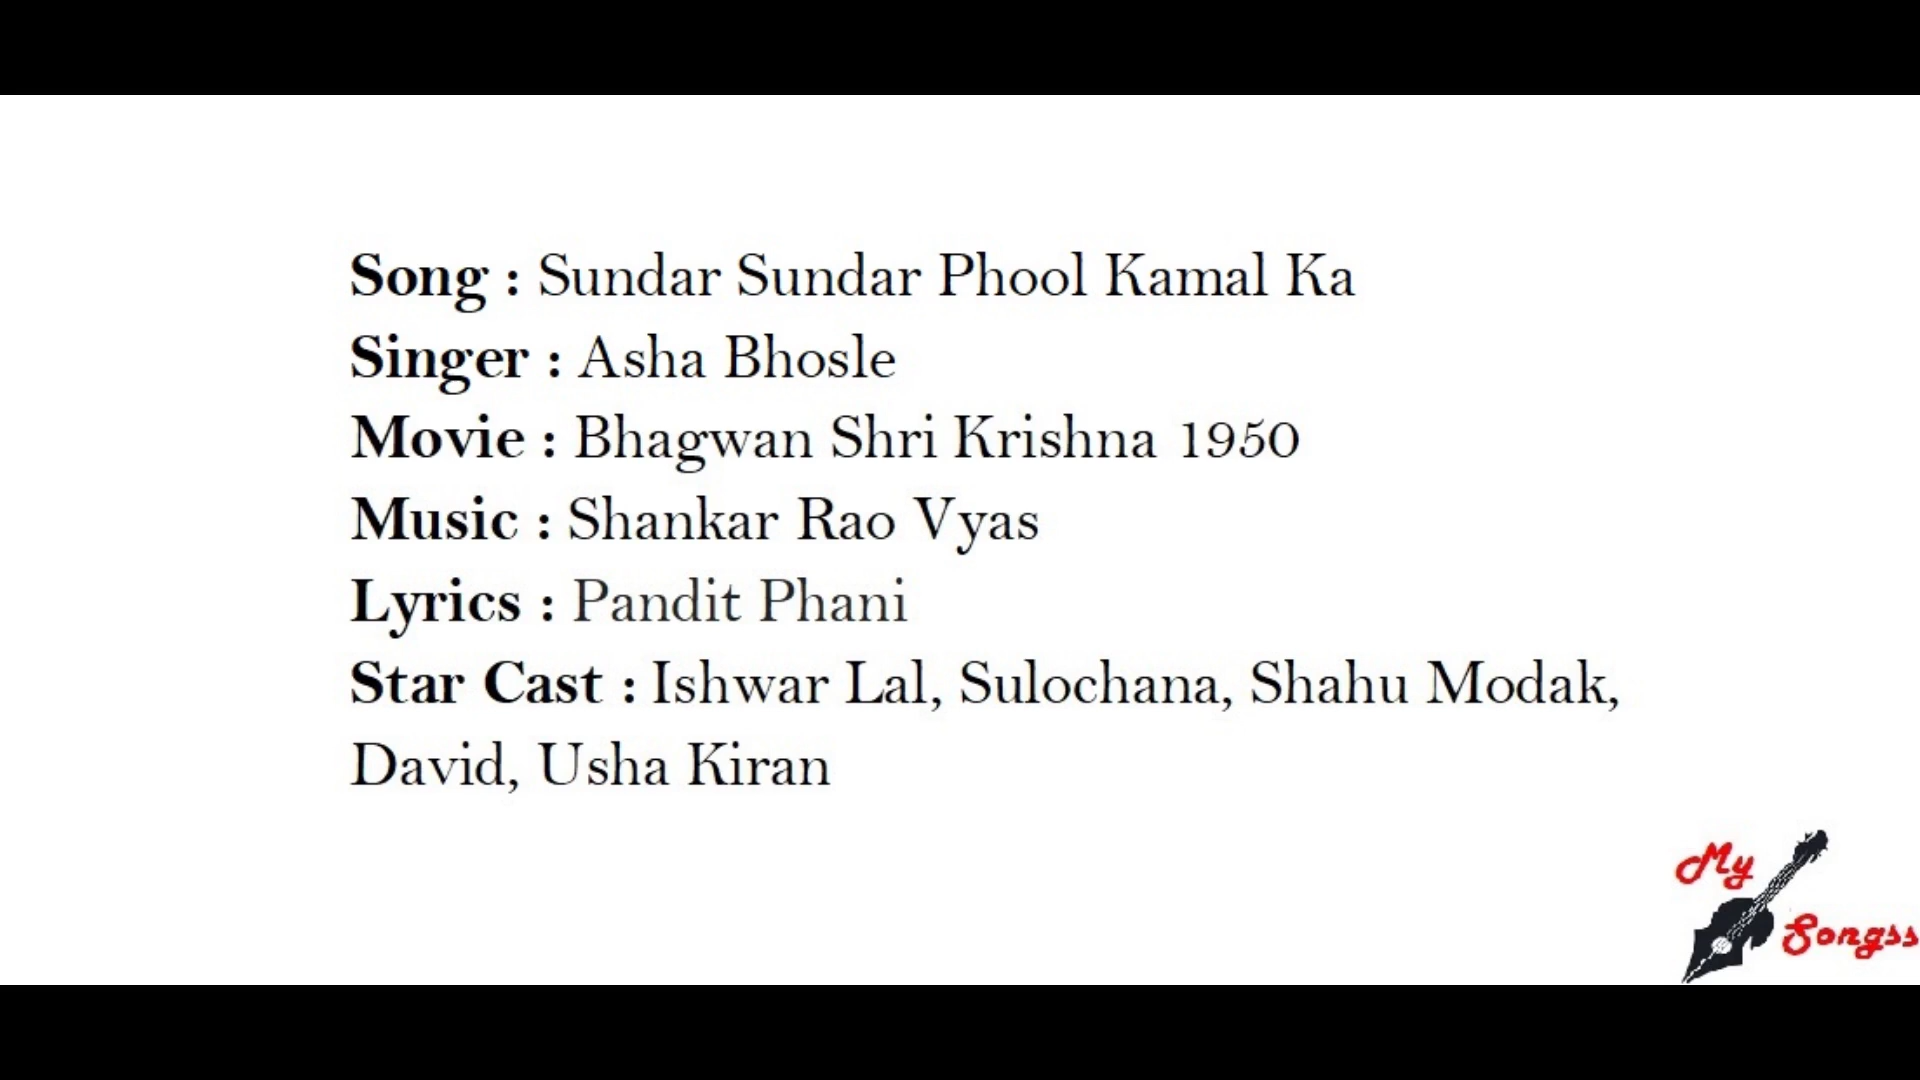 Song : Sundar Sundar Phool Kamal Ka
Singer : Asha Bhosle
Movie : Bhagwan Shri Krishna 1950
Music : Shankar Rao Vyas
Lyrics : Pandit Phani
Star Cast : Ishwar Lal, Sulochana, Shahu Modak,
David, Usha Kiran
My
Songss